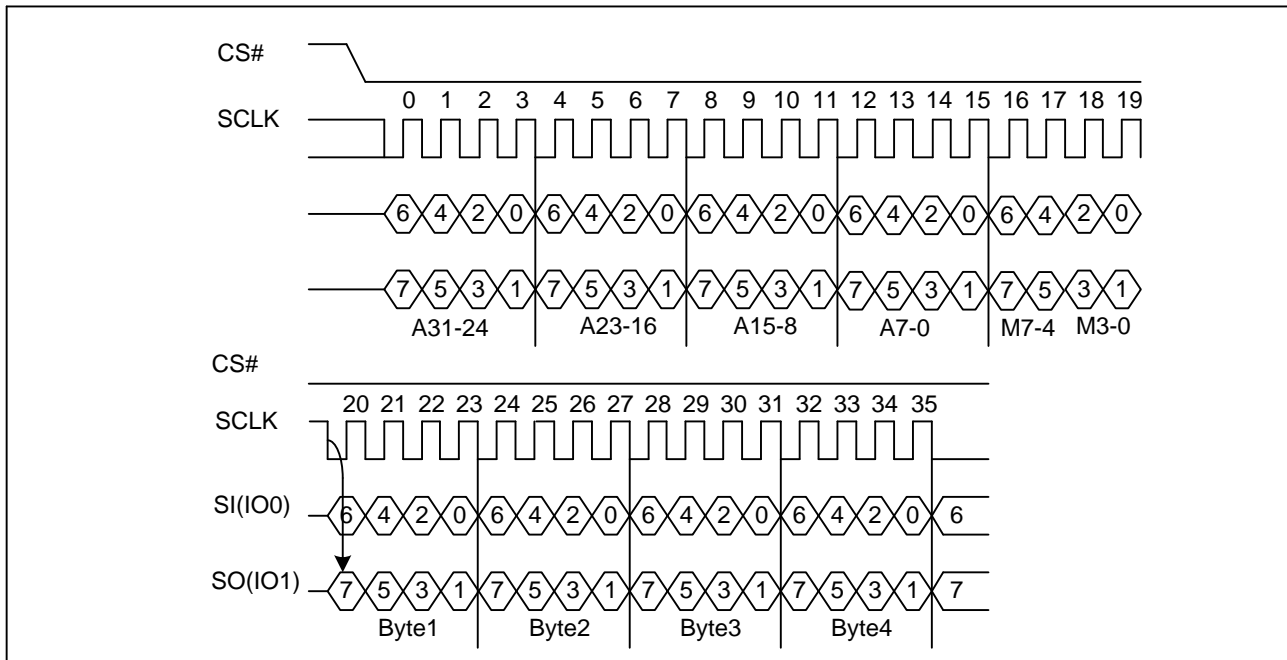 CS#
0 1 2 3 4 5 6 7 8 9 10 11 12 13 14 15 16 17 18 19
SCLK
6 4 2 0 6 4 2 0 6 4 2 0 6 4 2 0 6 4 2 0
7 5 3 1 7 5 3 1 7 5 3 1 7 5 3 1 7 5 3 1
A31-24 A23-16 A15-8 A7-0 M7-4 M3-0
CS#
20 21 22 23 24 25 26 27 28 29 30 31 32 33 34 35
SCLK
SI(IO0) 6 4 2 0 6 4 2 0 6 4 2 0 6 4 2 0 6
SO(IO1) 7 5 3 1 7 5 3 1 7 5 3 1 7 5 3 1 7
Byte1 Byte2 Byte3 Byte4